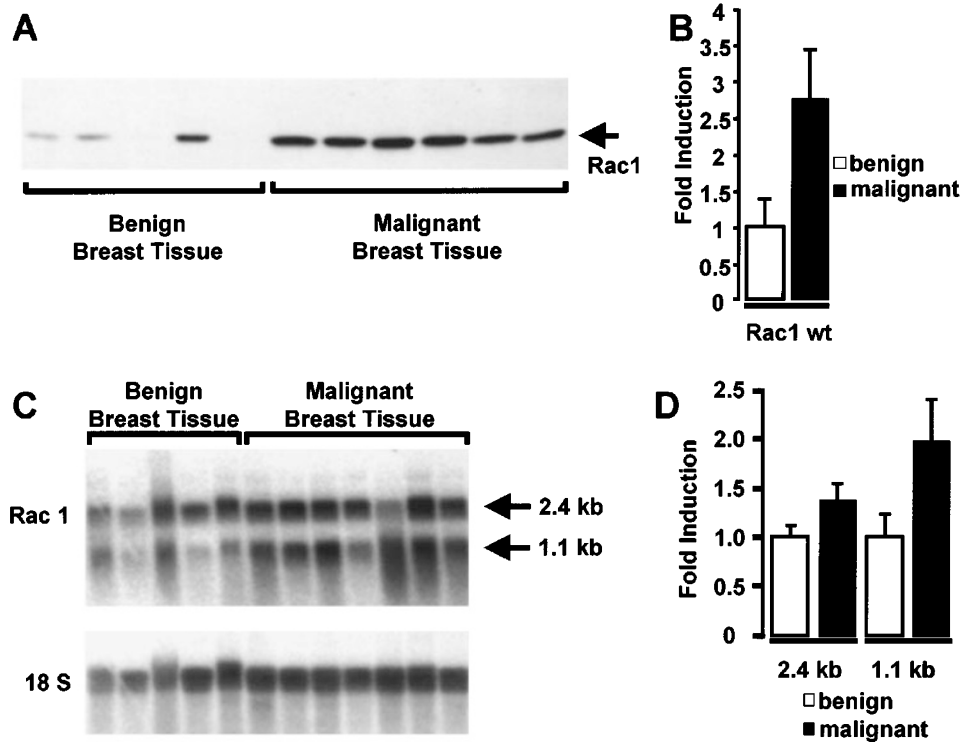 A
Rac1
Benign
Breast Tissue
Malignant
Breast Tissue
B
Fold Induction
4
3.5
3
2.5
2
1.5
1
0.5
0
benign
malignant
Rac1 wt
C
Benign
Breast Tissue
Malignant
Breast Tissue
Rac 1
2.4 kb
1.1 kb
18 S
D
Fold Induction
2.5
2.0
1.5
1.0
0.5
0
2.4 kb
1.1 kb
benign
malignant